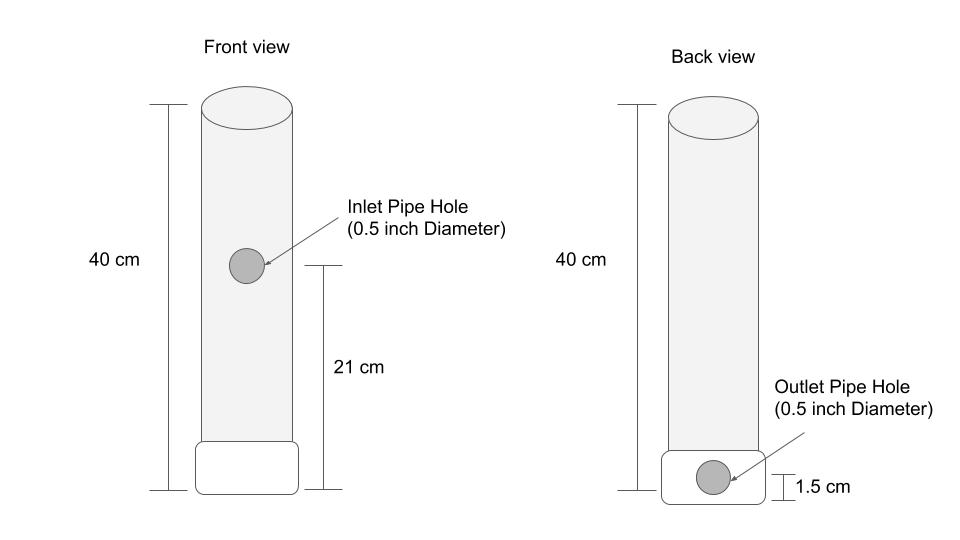 Front view
Back view
Inlet Pipe Hole
(0.5 inch Diameter)
40 cm
40 cm
21 cm
Outlet Pipe Hole
(0.5 inch Diameter)
1.5 cm